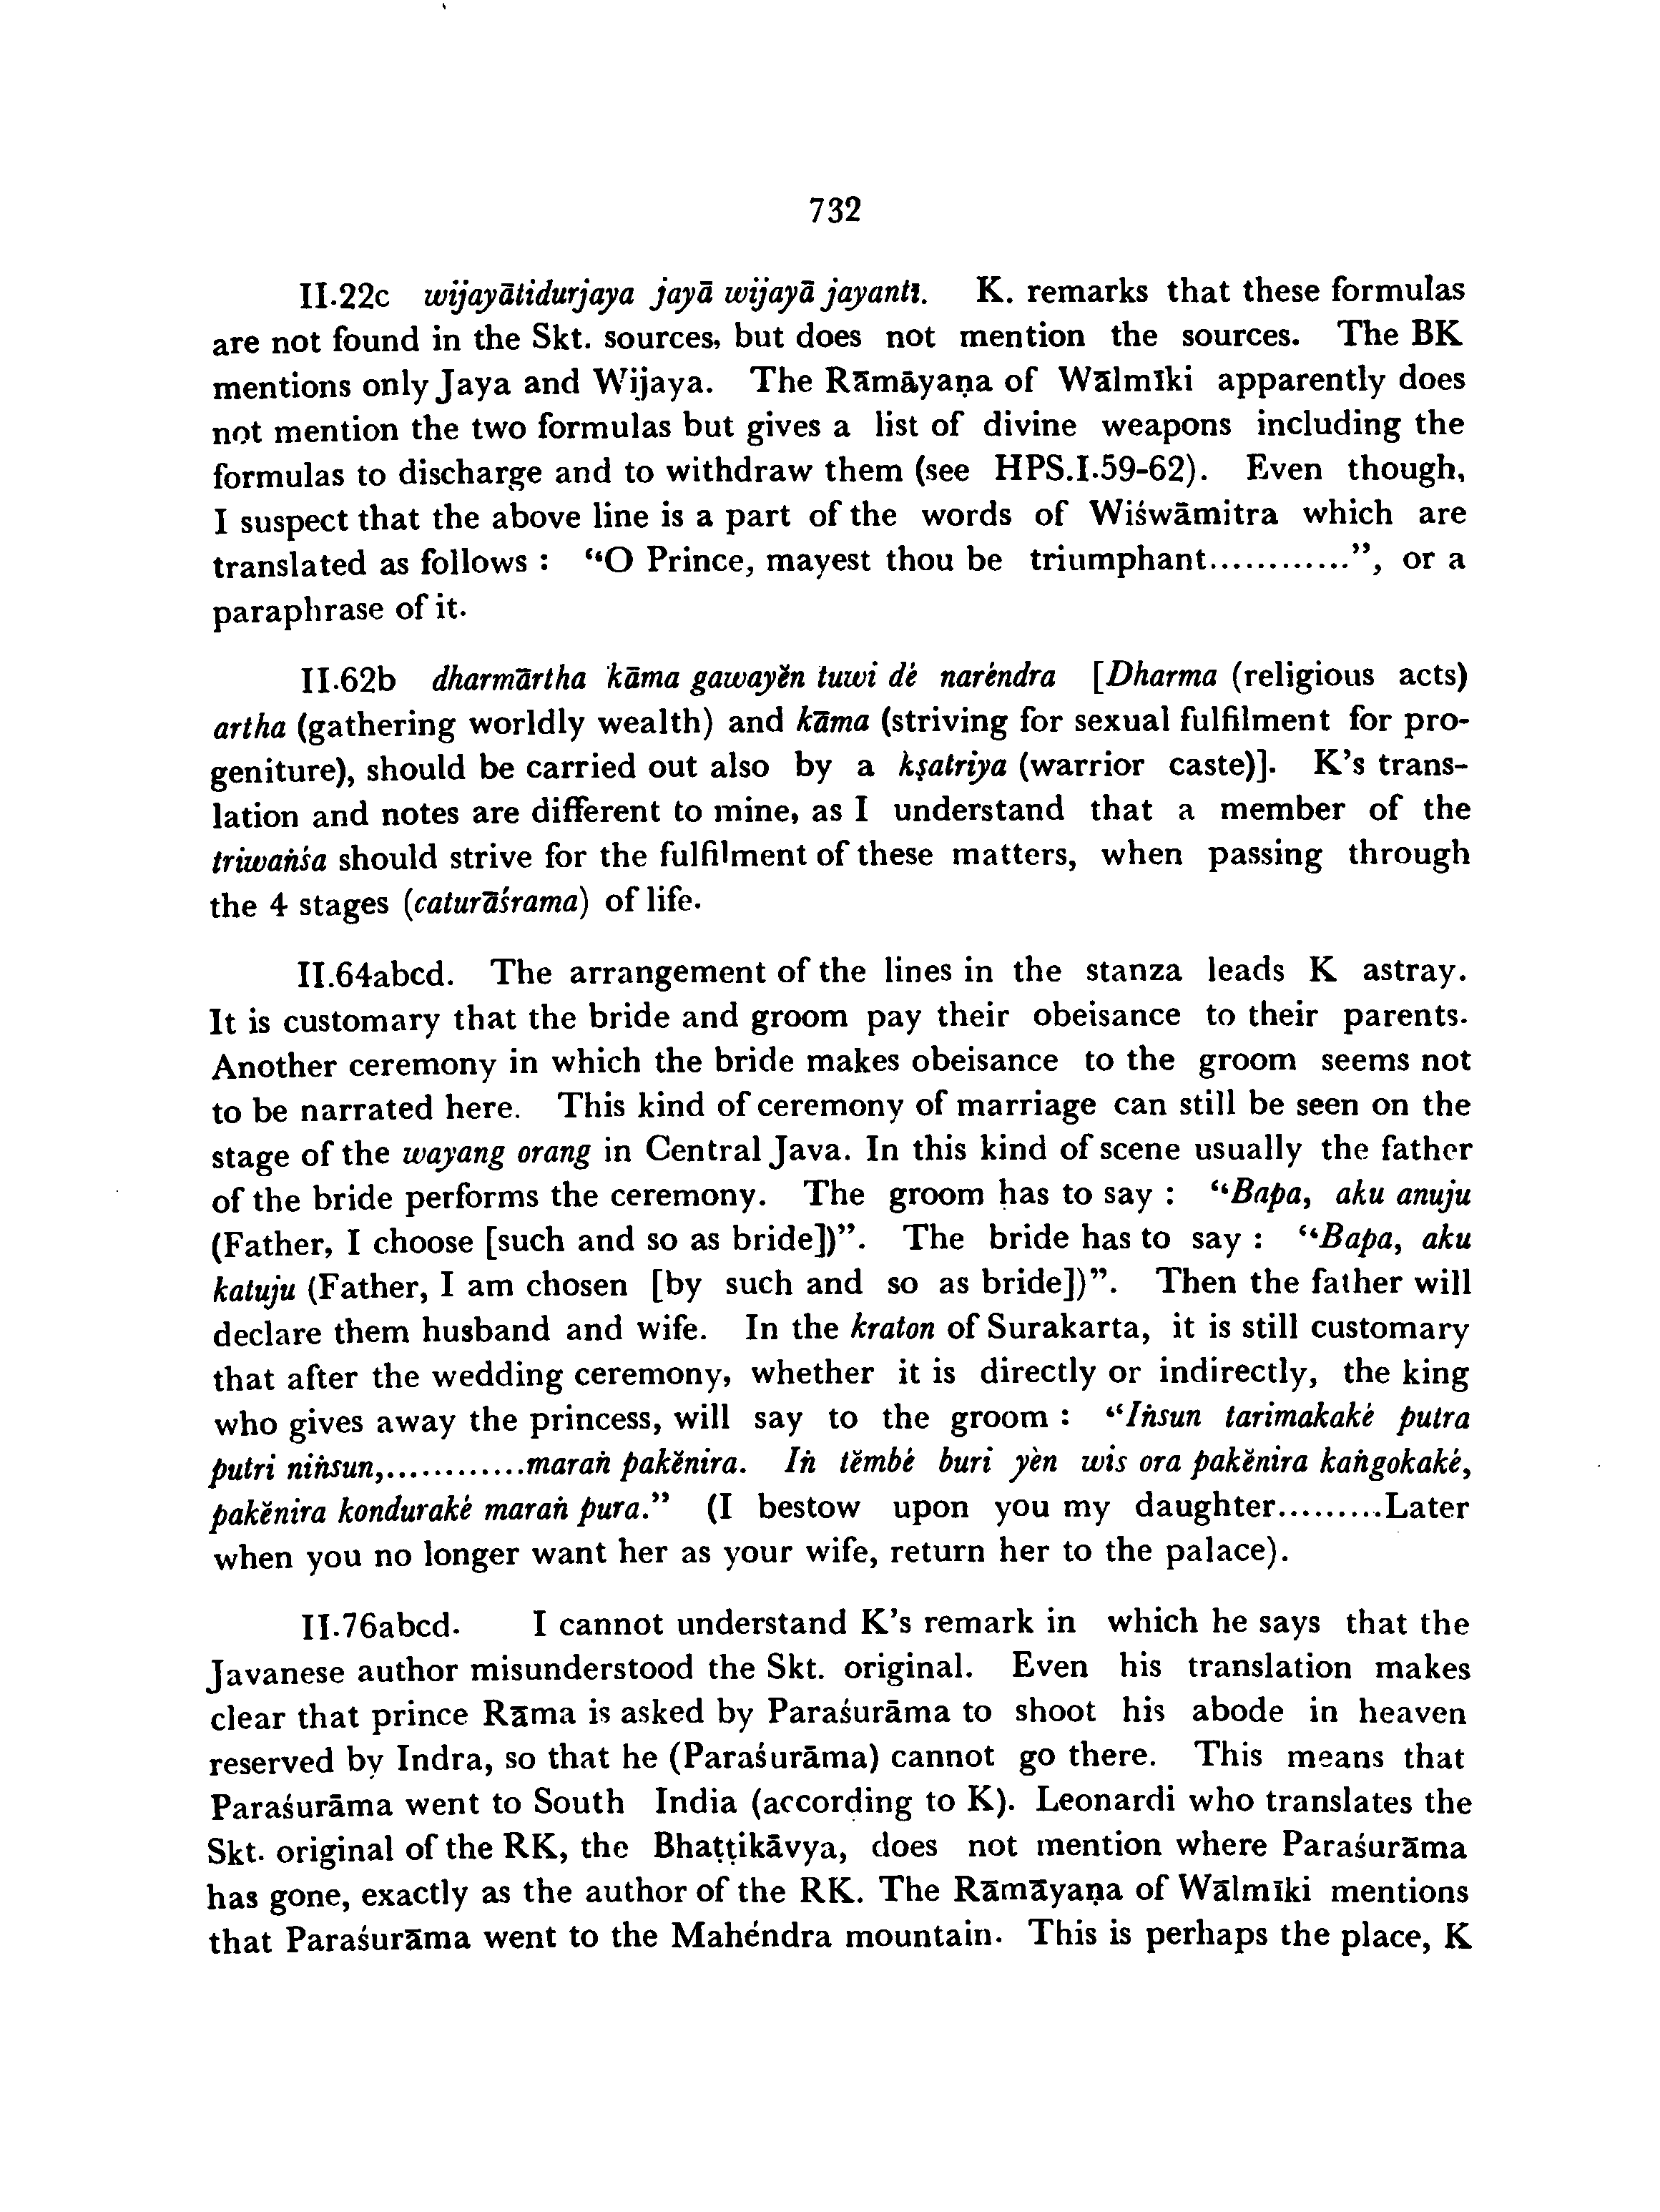 732
II.22c wijayātidurjaya jayā wijayā jayantī. K. remarks that these formulas
are not found in the Skt. sources, but does not mention the sources. The BK
mentions only Jaya and Wijaya. The Rāmāyaṇa of Wālmīki apparently does
not mention the two formulas but gives a list of divine weapons including the
formulas to discharge and to withdraw them (see HPS.I.59-62). Even though,
I suspect that the above line is a part of the words of Wiśwāmitra which are
translated as follows : “O Prince, mayest thou be triumphant............”, or a
paraphrase of it.
II.62b dharmārtha kāma gawayĕn tuwi dé naréndra [Dharma (religious acts)
artha (gathering worldly wealth) and kāma (striving for sexual fulfilment for pro-
geniture), should be carried out also by a kṣatriya (warrior caste)]. K’s trans-
lation and notes are different to mine, as I understand that a member of the
triwaṅśa should strive for the fulfilment of these matters, when passing through
the 4 stages (caturāśrama) of life.
II.64abcd. The arrangement of the lines in the stanza leads K astray.
It is customary that the bride and groom pay their obeisance to their parents.
Another ceremony in which the bride makes obeisance to the groom seems not
to be narrated here. This kind of ceremony of marriage can still be seen on the
stage of the wayang orang in Central Java. In this kind of scene usually the father
of the bride performs the ceremony. The groom has to say : “Bapa, aku anuju
(Father, I choose [such and so as bride])”. The bride has to say : “Bapa, aku
katuju (Father, I am chosen [by such and so as bride])”. Then the father will
declare them husband and wife. In the kraton of Surakarta, it is still customary
that after the wedding ceremony, whether it is directly or indirectly, the king
who gives away the princess, will say to the groom : “Iṅsun tarimakaké putra
putri niṅsun,............maraṅ pakĕnira. Iṅ tĕmbé buri yèn wis ora pakĕnira kaṅgokaké,
pakĕnira konduraké maraṅ pura.” (I bestow upon you my daughter.........Later
when you no longer want her as your wife, return her to the palace).
II.76abcd. I cannot understand K’s remark in which he says that the
Javanese author misunderstood the Skt. original. Even his translation makes
clear that prince Rāma is asked by Paraśurāma to shoot his abode in heaven
reserved by Indra, so that he (Paraśurāma) cannot go there. This means that
Paraśurāma went to South India (according to K). Leonardi who translates the
Skt. original of the RK, the Bhaṭṭikāvya, does not mention where Paraśurāma
has gone, exactly as the author of the RK. The Rāmāyaṇa of Wālmīki mentions
that Paraśurāma went to the Mahéndra mountain. This is perhaps the place, K